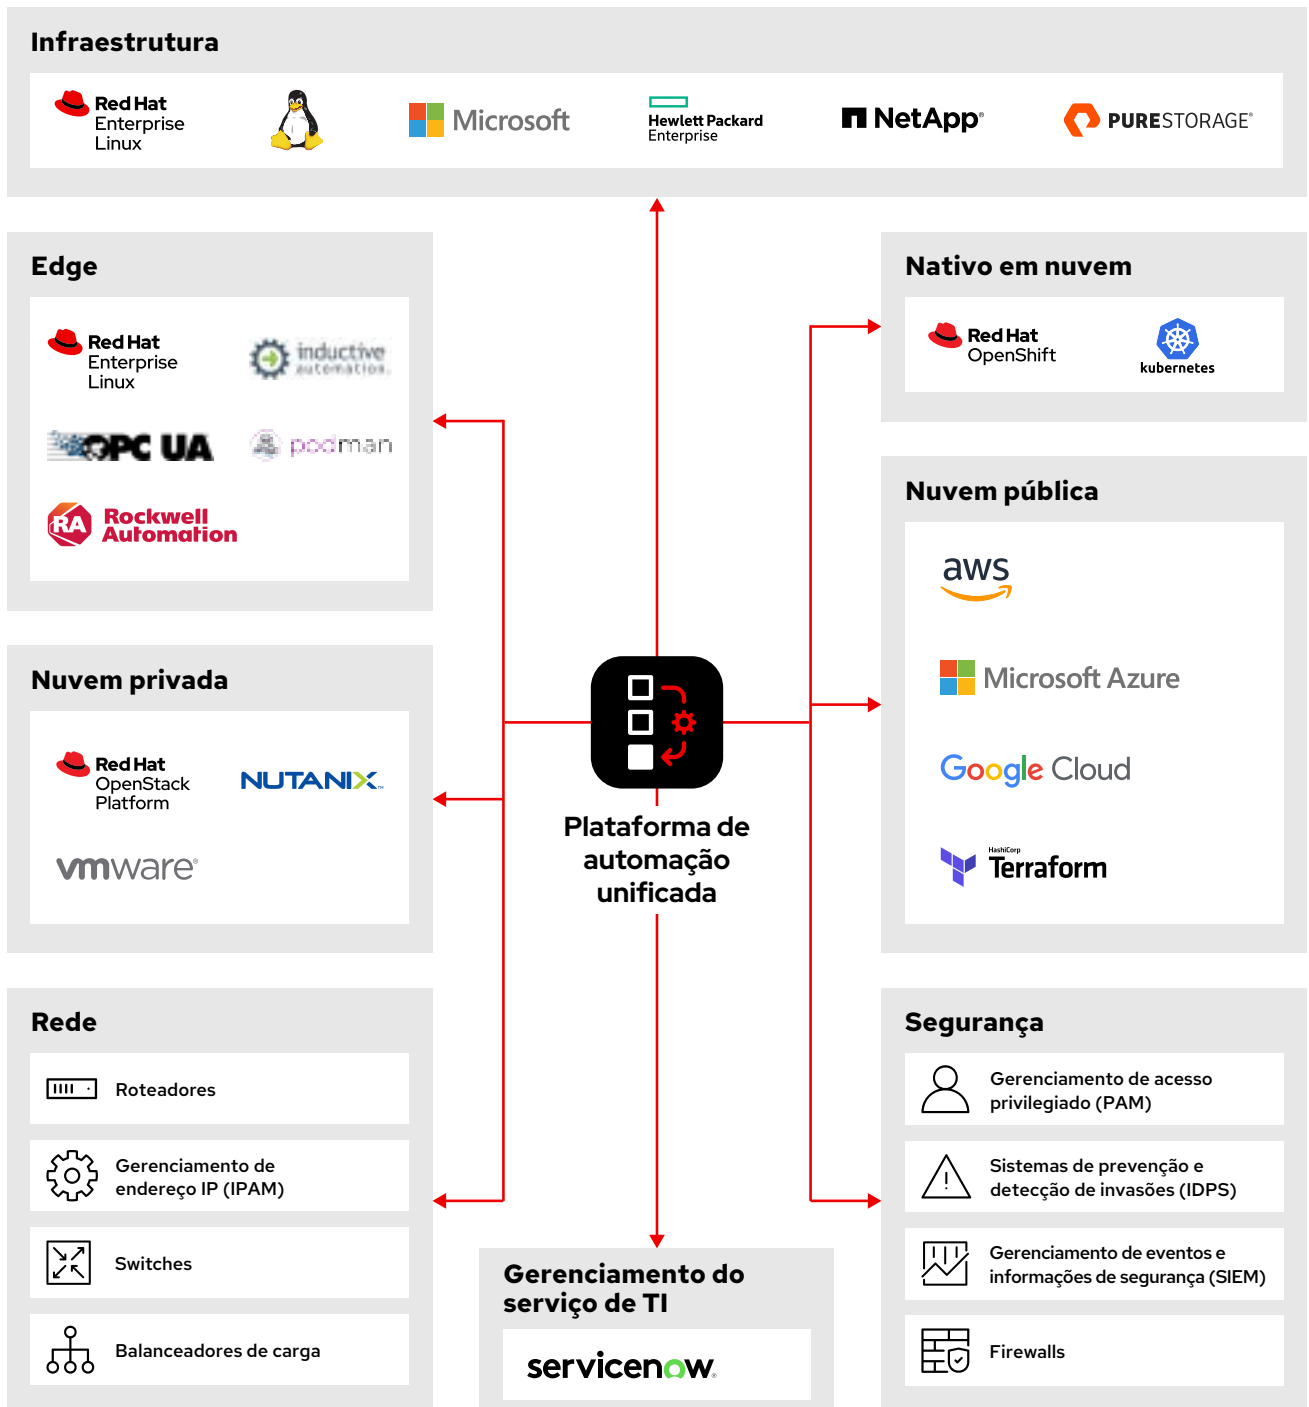 Infraestrutura
Red Hat
Enterprise
Linux
Microsoft
Hewlett Packard
Enterprise
NetApp®
PURESTORAGE®
Edge
Red Hat
Enterprise
Linux
inductive
automation.
OPC UA
podman
RA
Rockwell
Automation
Nativo em nuvem
Red Hat
OpenShift
kubernetes
Nuvem pública
aws
Microsoft Azure
Google Cloud
HashiCorp
Terraform
Nuvem privada
Red Hat
OpenStack
Platform
NUTANIX™
vmware®
Plataforma de
automação
unificada
Rede
Roteadores
Gerenciamento de
endereço IP (IPAM)
Switches
Balanceadores de carga
Gerenciamento do
serviço de TI
servicenow®
Segurança
Gerenciamento de acesso
privilegiado (PAM)
Sistemas de prevenção e
detecção de invasões (IDPS)
Gerenciamento de eventos e
informações de segurança (SIEM)
Firewalls